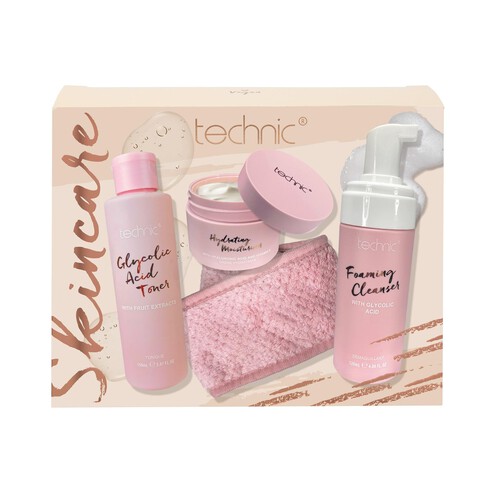 Skincare
technic®
technic®
Glycolic
Acid
Toner
WITH FRUIT EXTRACTS
technic®
Hydrating
Moisturiser
technic®
Foaming
Cleanser
WITH GLYCOLIC
ACID